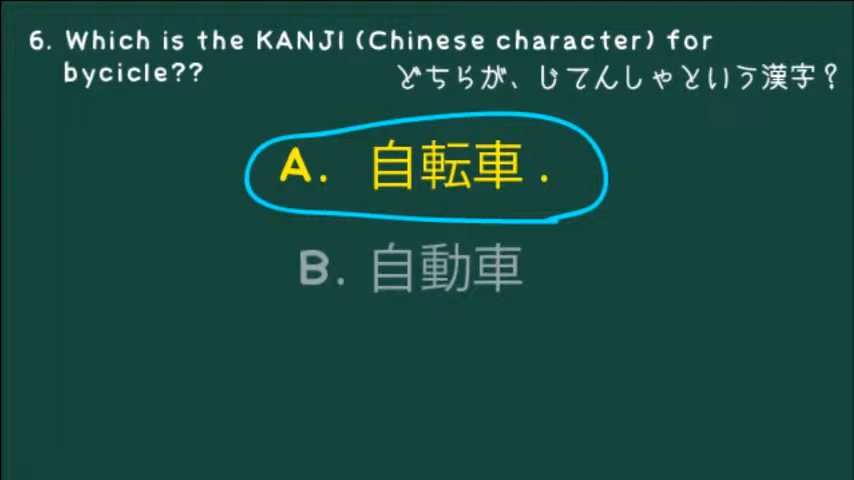 6. Which is the KANJI (Chinese character) for
bycicle??
どちらが、じてんしゃという漢字？
A. 自転車.
B. 自動車